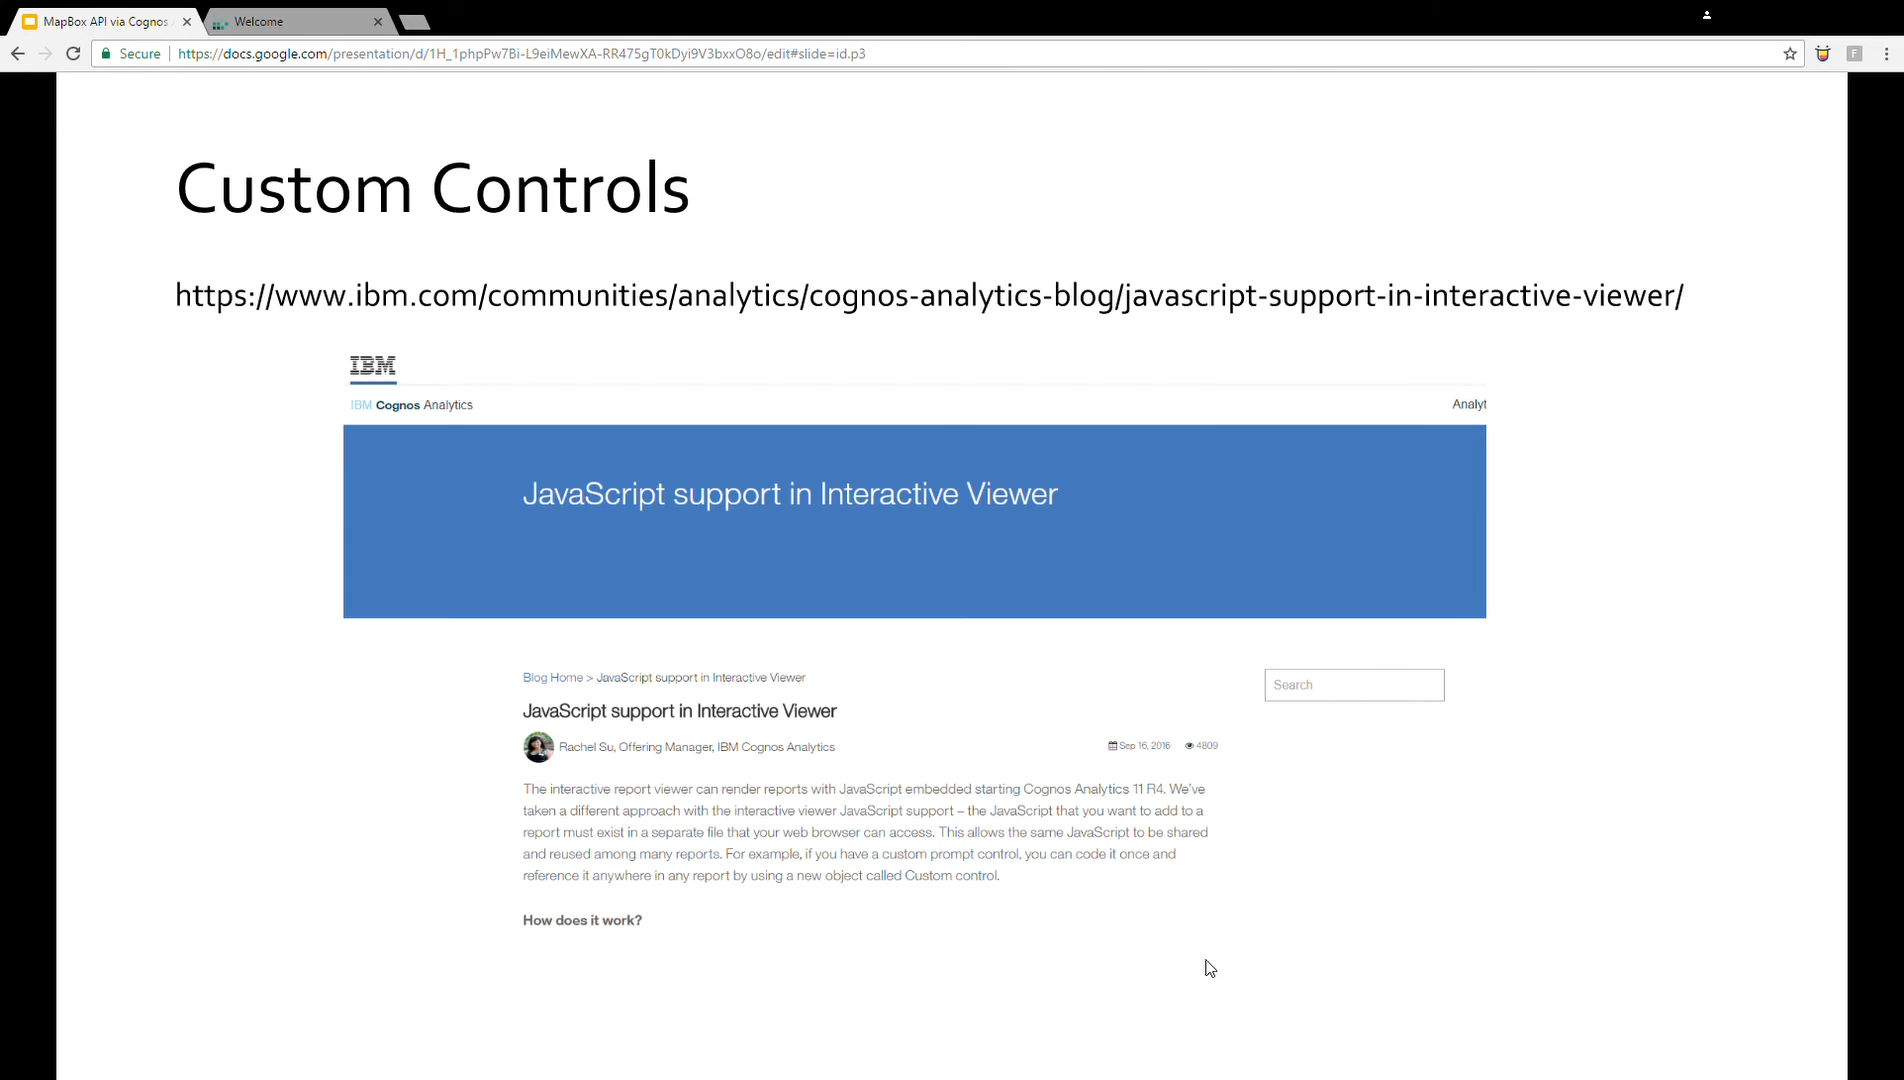 MapBox API via Cognos
Welcome
Secure
https://docs.google.com/presentation/d/1H_1phpPw7Bi-L9eiMewXA-RR475gT0kDyi9V3bxxO8o/edit#slide=id.p3
F
Custom Controls
https://www.ibm.com/communities/analytics/cognos-analytics-blog/javascript-support-in-interactive-viewer/
IBM
IBM Cognos Analytics
Analyt
JavaScript support in Interactive Viewer
Blog Home > JavaScript support in Interactive Viewer
Search
JavaScript support in Interactive Viewer
Rachel Su, Offering Manager, IBM Cognos Analytics
Sep 16, 2016 4809
The interactive report viewer can render reports with JavaScript embedded starting Cognos Analytics 11 R4. We've
taken a different approach with the interactive viewer JavaScript support – the JavaScript that you want to add to a
report must exist in a separate file that your web browser can access. This allows the same JavaScript to be shared
and reused among many reports. For example, if you have a custom prompt control, you can code it once and
reference it anywhere in any report by using a new object called Custom control.
How does it work?